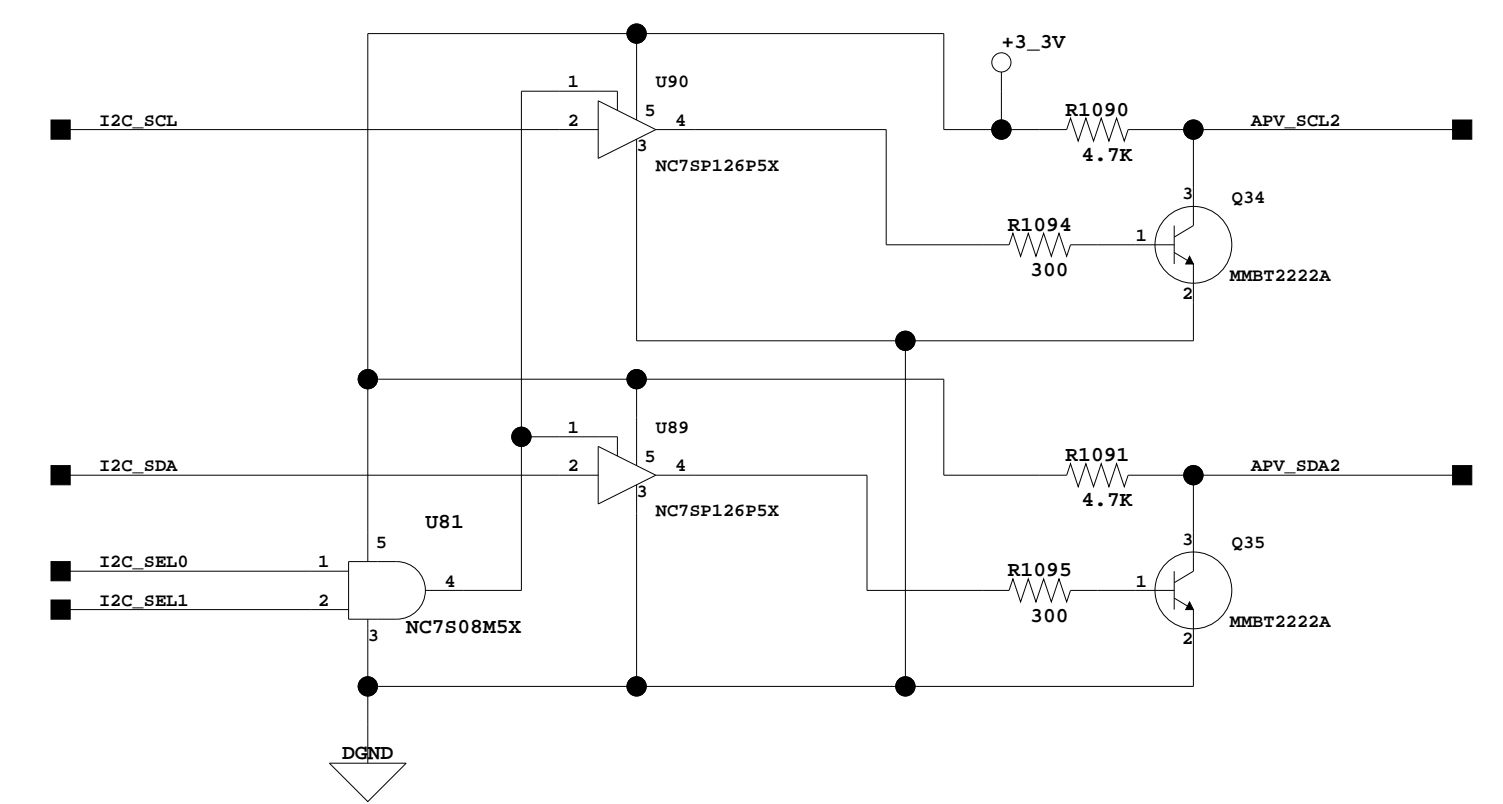 +3_3V
1
U90
5
I2C_SCL
2
4
3
NC7SP126P5X
R1090
4.7K
APV_SCL2
3
Q34
R1094
300
1
MMBT2222A
2
1
U89
5
I2C_SDA
2
4
3
NC7SP126P5X
R1091
4.7K
APV_SDA2
U81
5
I2C_SEL0
1
4
I2C_SEL1
2
NC7S08M5X
3
3
Q35
R1095
300
1
MMBT2222A
2
DGND